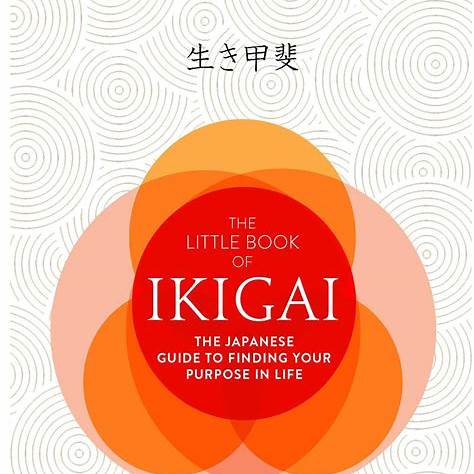 生き甲斐
THE
LITTLE BOOK
OF
IKIGAI
THE JAPANESE
GUIDE TO FINDING YOUR
PURPOSE IN LIFE